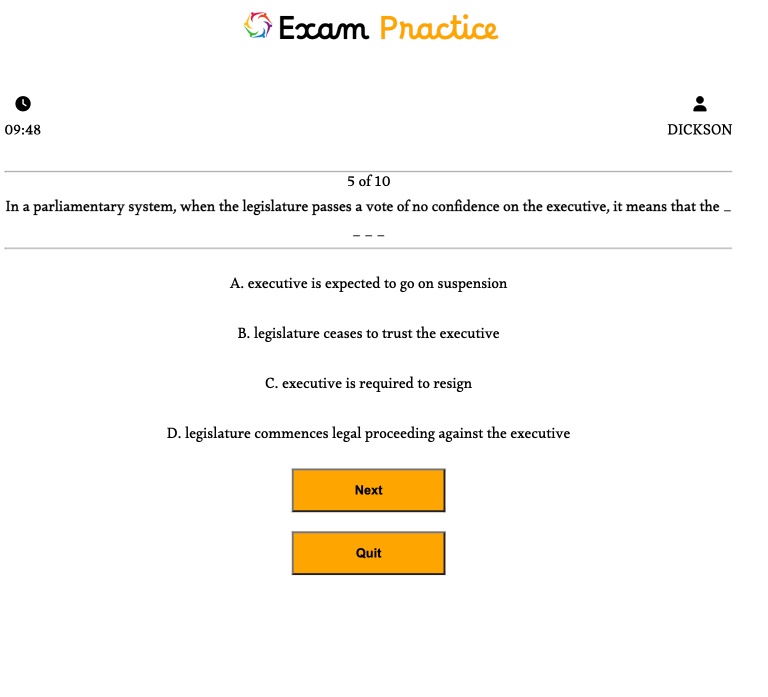 Exam Practice
09:48
DICKSON
5 of 10
In a parliamentary system, when the legislature passes a vote of no confidence on the executive, it means that the _
_ _ _
A. executive is expected to go on suspension
B. legislature ceases to trust the executive
C. executive is required to resign
D. legislature commences legal proceeding against the executive
Next
Quit